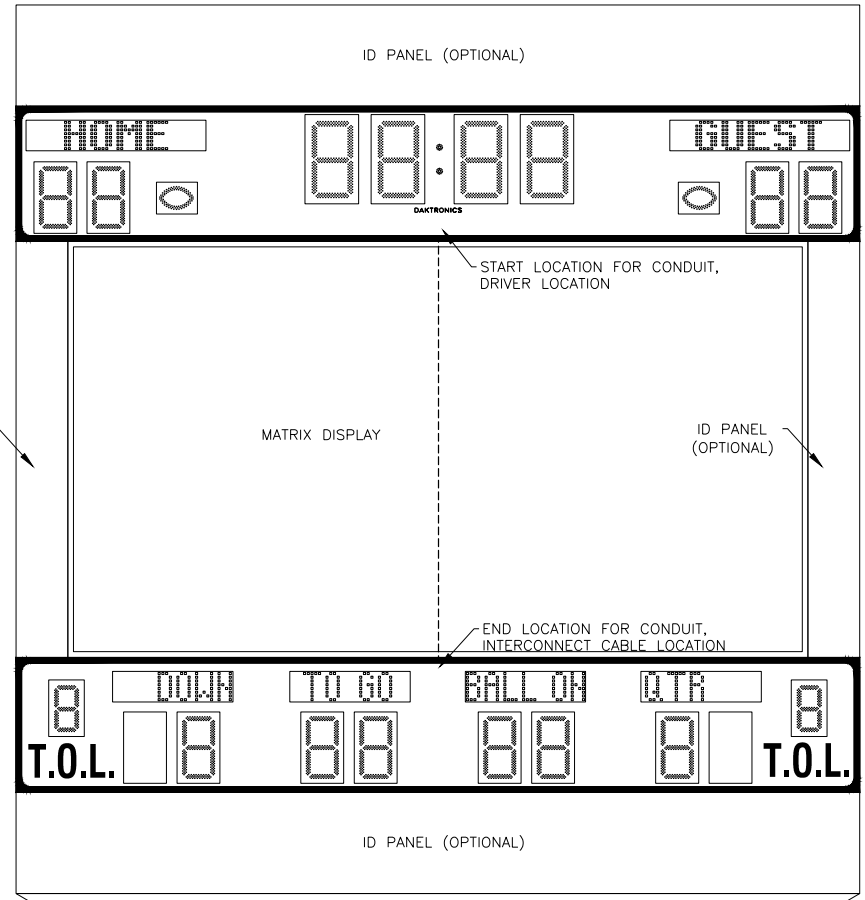 ID PANEL (OPTIONAL)
HOME
88:88
GUEST
88
88
DAKTRONICS
START LOCATION FOR CONDUIT,
DRIVER LOCATION
MATRIX DISPLAY
ID PANEL
(OPTIONAL)
END LOCATION FOR CONDUIT,
INTERCONNECT CABLE LOCATION
8
DOWN
TO GO
BALL ON
QTR
8
T.O.L.
8
88
88
8
T.O.L.
ID PANEL (OPTIONAL)